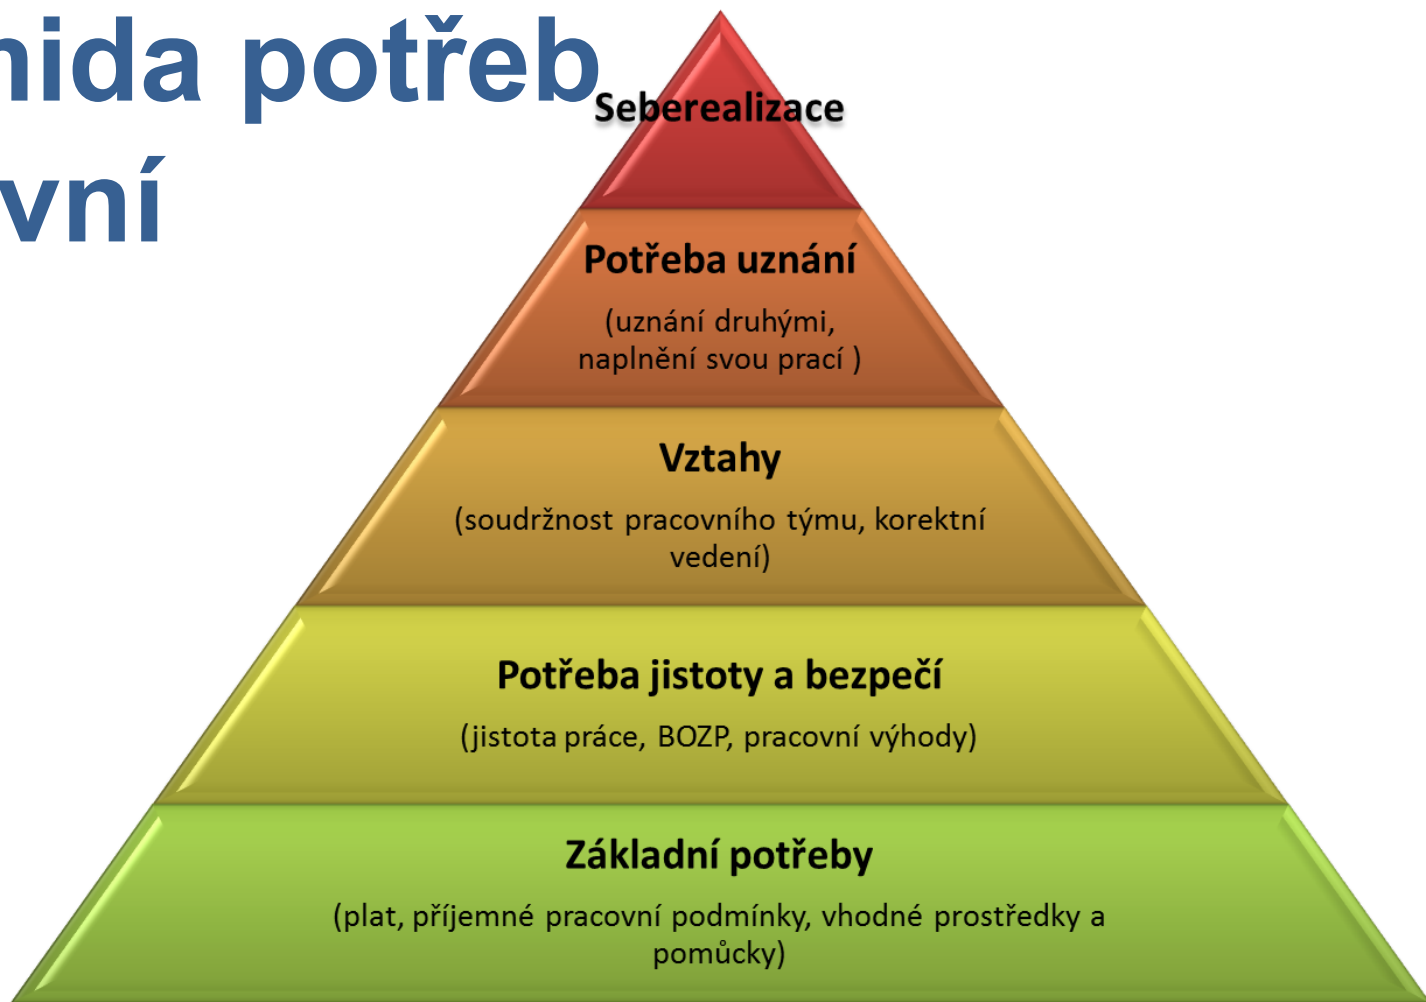 mida potřeb
vní
Seberealizace
Potřeba uznání
(uznání druhými,
naplnění svou prací )
Vztahy
(soudržnost pracovního týmu, korektní
vedení)
Potřeba jistoty a bezpečí
(jistota práce, BOZP, pracovní výhody)
Základní potřeby
(plat, příjemné pracovní podmínky, vhodné prostředky a
pomůcky)